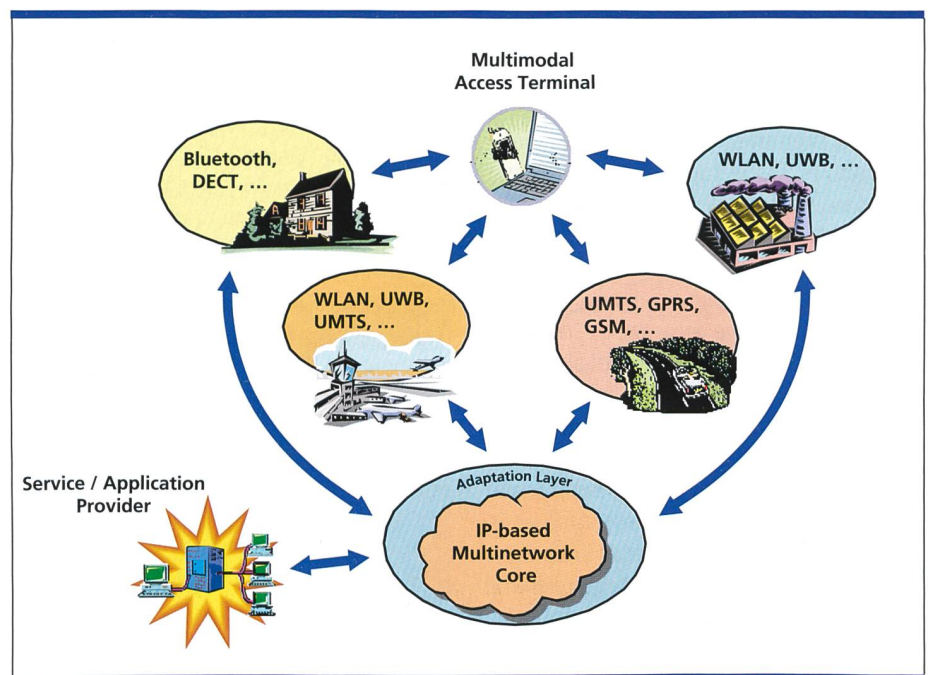 Multimodal
Access Terminal
Bluetooth,
DECT, ...
WLAN, UWB, ...
WLAN, UWB,
UMTS, ...
UMTS, GPRS,
GSM, ...
Service / Application
Provider
Adaptation Layer
IP-based
Multinetwork
Core